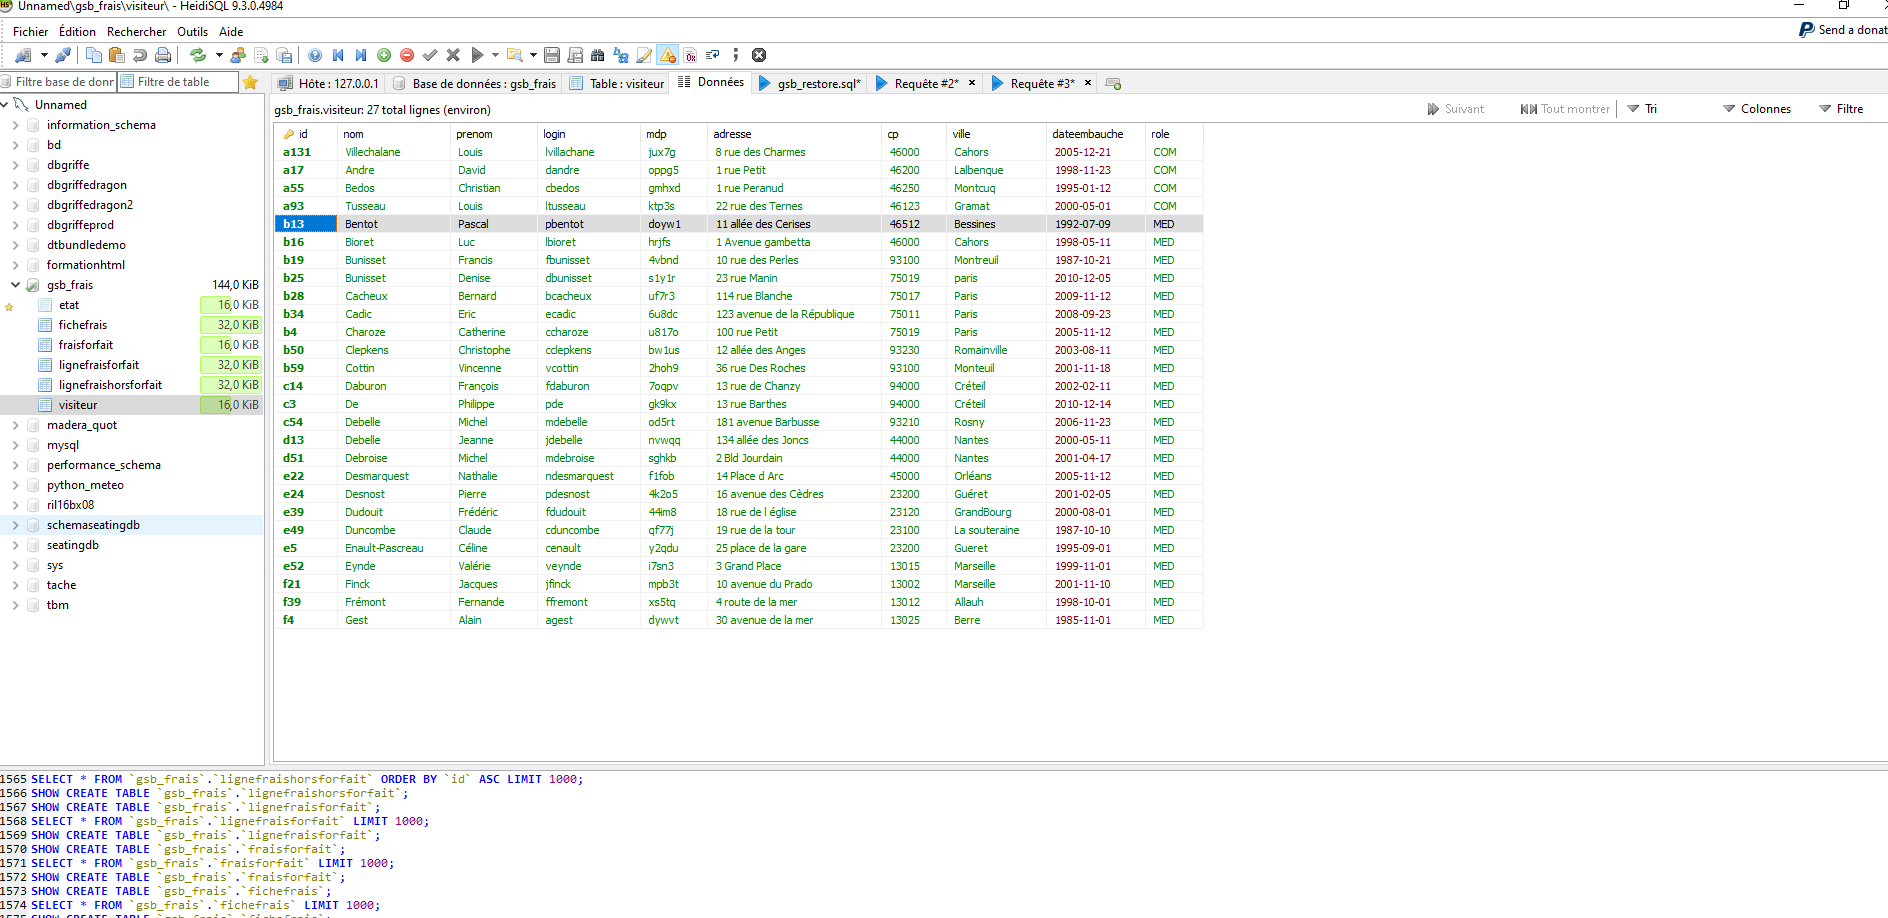 Unnamed\gsb_frais\visiteur\ - HeidiSQL 9.3.0.4984
Fichier Édition Rechercher Outils Aide
Send a donat
Filtre base de donr Filtre de table Hôte : 127.0.0.1 Base de données : gsb_frais Table : visiteur Données gsb_restore.sql* Requête #2* Requête #3*
gsb_frais.visiteur: 27 total lignes (environ) Suivant Tout montrer Tri Colonnes Filtre
Unnamed
information_schema
bd
dbgriffe
dbgriffedragon
dbgriffedragon2
dbgriffeprod
dtbundledemo
formationhtml
gsb_frais 144,0 KiB
etat 16,0 KiB
fichefrais 32,0 KiB
fraisforfait 16,0 KiB
lignefraisforfait 32,0 KiB
lignefraishorsforfait 32,0 KiB
visiteur 16,0 KiB
madera_quot
mysql
performance_schema
python_meteo
ril16bx08
schemaseatingdb
seatingdb
sys
tache
tbm
id nom prenom login mdp adresse cp ville dateembauche role
a131 Villechalane Louis lvillachane jux7g 8 rue des Charmes 46000 Cahors 2005-12-21 COM
a17 Andre David dandre oppg5 1 rue Petit 46200 Lalbenque 1998-11-23 COM
a55 Bedos Christian cbedos gmhxd 1 rue Peranud 46250 Montcuq 1995-01-12 COM
a93 Tusseau Louis ltusseau ktp3s 22 rue des Ternes 46123 Gramat 2000-05-01 COM
b13 Bentot Pascal pbentot doyw1 11 allée des Cerises 46512 Bessines 1992-07-09 MED
b16 Bioret Luc lbioret hrjfs 1 Avenue gambetta 46000 Cahors 1998-05-11 MED
b19 Bunisset Francis fbunisset 4vbnd 10 rue des Perles 93100 Montreuil 1987-10-21 MED
b25 Bunisset Denise dbunisset s1y1r 23 rue Manin 75019 paris 2010-12-05 MED
b28 Cacheux Bernard bcacheux uf7r3 114 rue Blanche 75017 Paris 2009-11-12 MED
b34 Cadic Eric ecadic 6u8dc 123 avenue de la République 75011 Paris 2008-09-23 MED
b4 Charoze Catherine ccharoze u817o 100 rue Petit 75019 Paris 2005-11-12 MED
b50 Clepkens Christophe cclepkens bw1us 12 allée des Anges 93230 Romainville 2003-08-11 MED
b59 Cottin Vincenne vcottin 2hoh9 36 rue Des Roches 93100 Monteuil 2001-11-18 MED
c14 Daburon François fdaburon 7oqpv 13 rue de Chanzy 94000 Créteil 2002-02-11 MED
c3 De Philippe pde gk9kx 13 rue Barthes 94000 Créteil 2010-12-14 MED
c54 Debelle Michel mdebelle od5rt 181 avenue Barbusse 93210 Rosny 2006-11-23 MED
d13 Debelle Jeanne jdebelle nvwqq 134 allée des Joncs 44000 Nantes 2000-05-11 MED
d51 Debroise Michel mdebroise sghkb 2 Bld Jourdain 44000 Nantes 2001-04-17 MED
e22 Desmarquest Nathalie ndesmarquest f1fob 14 Place d Arc 45000 Orléans 2005-11-12 MED
e24 Desnost Pierre pdesnost 4k2o5 16 avenue des Cèdres 23200 Guéret 2001-02-05 MED
e39 Dudouit Frédéric fdudouit 44im8 18 rue de l église 23120 GrandBourg 2000-08-01 MED
e49 Duncombe Claude cduncombe qf77j 19 rue de la tour 23100 La souteraine 1987-10-10 MED
e5 Enault-Pascreau Céline cenault y2qdu 25 place de la gare 23200 Gueret 1995-09-01 MED
e52 Eynde Valérie veynde i7sn3 3 Grand Place 13015 Marseille 1999-11-01 MED
f21 Finck Jacques jfinck mpb3t 10 avenue du Prado 13002 Marseille 2001-11-10 MED
f39 Frémont Fernande ffremont xs5tq 4 route de la mer 13012 Allauh 1998-10-01 MED
f4 Gest Alain agest dywvt 30 avenue de la mer 13025 Berre 1985-11-01 MED
1565 SELECT * FROM `gsb_frais`.`lignefraishorsforfait` ORDER BY `id` ASC LIMIT 1000;
1566 SHOW CREATE TABLE `gsb_frais`.`lignefraishorsforfait`;
1567 SHOW CREATE TABLE `gsb_frais`.`lignefraisforfait`;
1568 SELECT * FROM `gsb_frais`.`lignefraisforfait` LIMIT 1000;
1569 SHOW CREATE TABLE `gsb_frais`.`lignefraisforfait`;
1570 SHOW CREATE TABLE `gsb_frais`.`fraisforfait`;
1571 SELECT * FROM `gsb_frais`.`fraisforfait` LIMIT 1000;
1572 SHOW CREATE TABLE `gsb_frais`.`fraisforfait`;
1573 SHOW CREATE TABLE `gsb_frais`.`fichefrais`;
1574 SELECT * FROM `gsb_frais`.`fichefrais` LIMIT 1000;